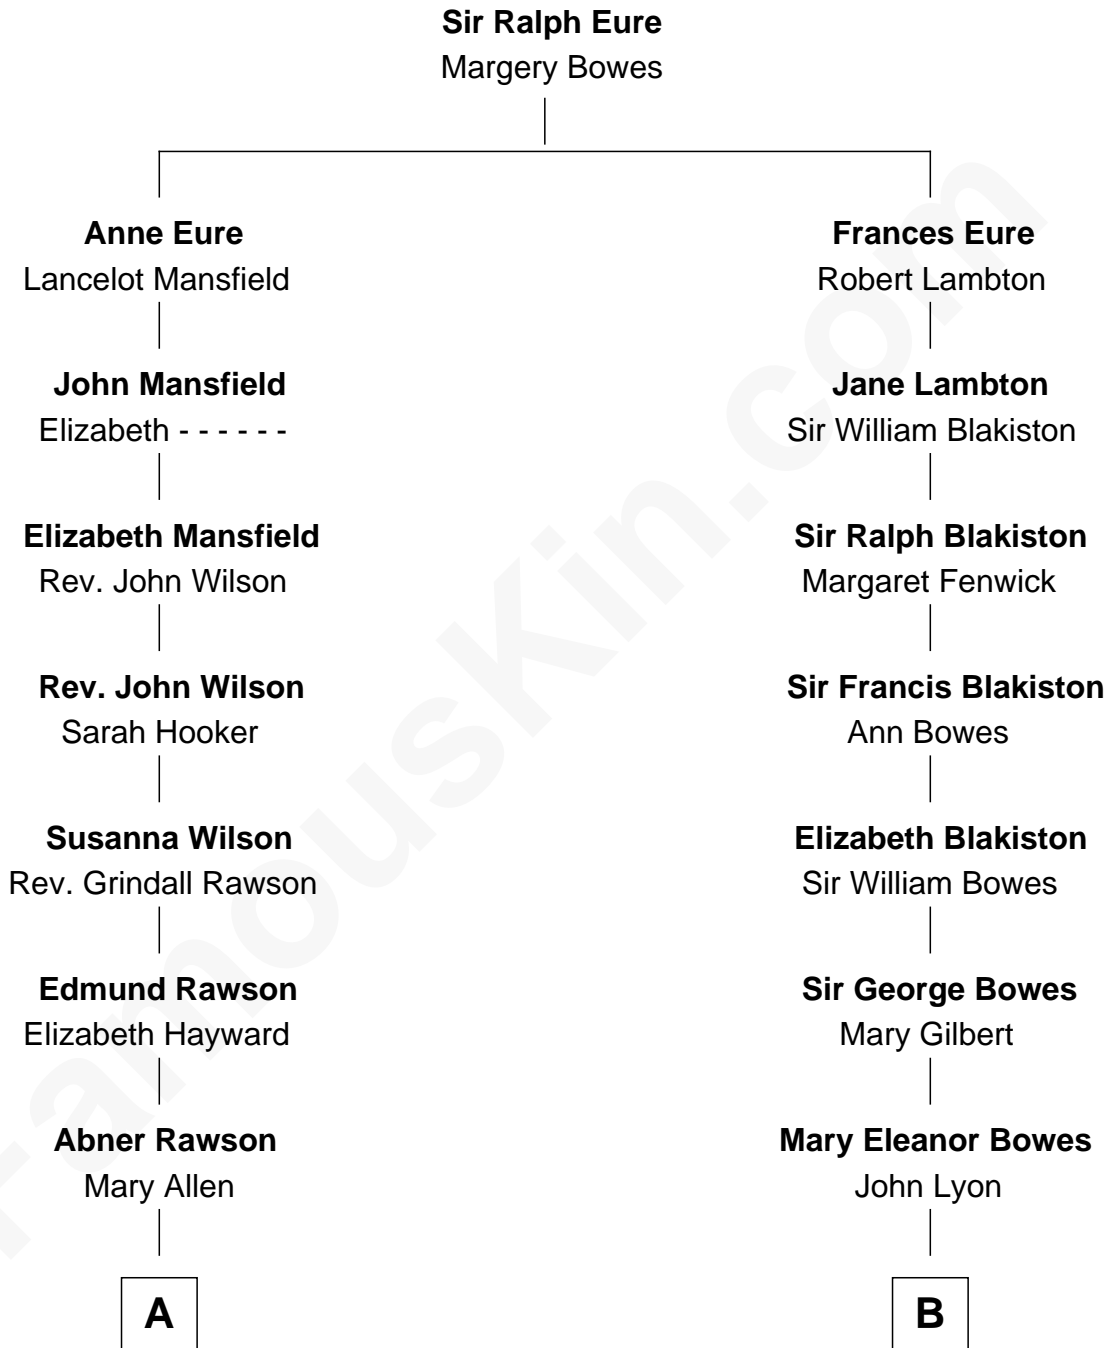 Sir Ralph Eure
Margery Bowes
Anne Eure
Lancelot Mansfield
John Mansfield
Elizabeth - - - - - -
Elizabeth Mansfield
Rev. John Wilson
Rev. John Wilson
Sarah Hooker
Susanna Wilson
Rev. Grindall Rawson
Edmund Rawson
Elizabeth Hayward
Abner Rawson
Mary Allen
A
Frances Eure
Robert Lambton
Jane Lambton
Sir William Blakiston
Sir Ralph Blakiston
Margaret Fenwick
Sir Francis Blakiston
Ann Bowes
Elizabeth Blakiston
Sir William Bowes
Sir George Bowes
Mary Gilbert
Mary Eleanor Bowes
John Lyon
B
FamousKin.com